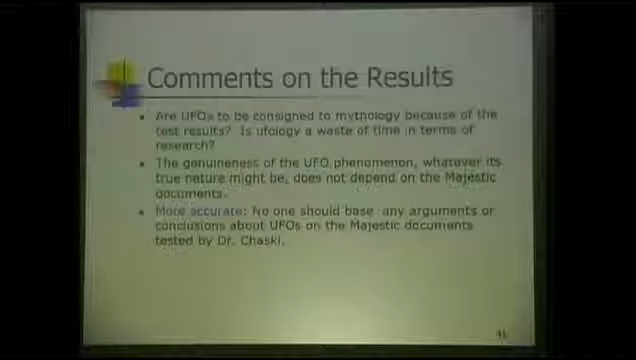 Comments on the Results
Are UFOs to be consigned to mythology because of the
test results? Is ufology a waste of time in terms of
research?
The genuineness of the UFO phenomenon, whatever its
true nature might be, does not depend on the Majestic
documents.
More accurate: No one should base any arguments or
conclusions about UFOs on the Majestic documents
tested by Dr. Chaski.
41